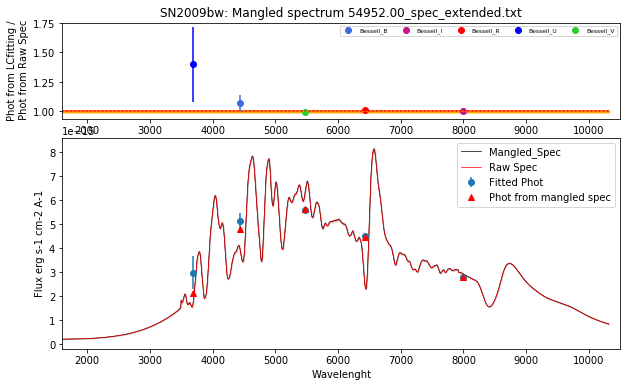 SN2009bw: Mangled spectrum 54952.00_spec_extended.txt
Phot from LCfitting /
Phot from Raw Spec
1.75
1.50
1.25
1.00
Bessell_B
Bessell_I
Bessell_R
Bessell_U
Bessell_V
2000 3000 4000 5000 6000 7000 8000 9000 10000
1e−15
Flux erg s-1 cm-2 A-1
8
7
6
5
4
3
2
1
0
Mangled_Spec
Raw Spec
Fitted Phot
Phot from mangled spec
2000 3000 4000 5000 6000 7000 8000 9000 10000
Wavelenght